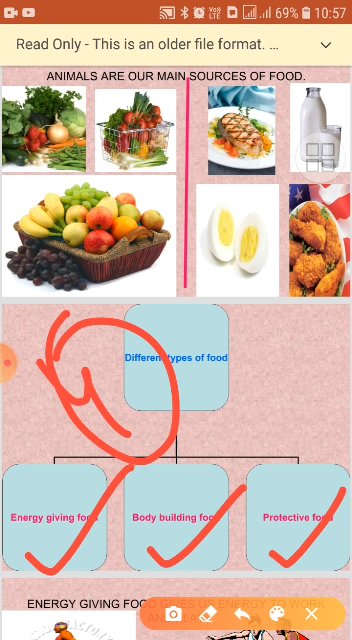 69% 10:57
Read Only - This is an older file format. ...
ANIMALS ARE OUR MAIN SOURCES OF FOOD.
Different types of food
Energy giving food
Body building food
Protective food
ENERGY GIVING FOOD GIVES US ENERGY TO WORK